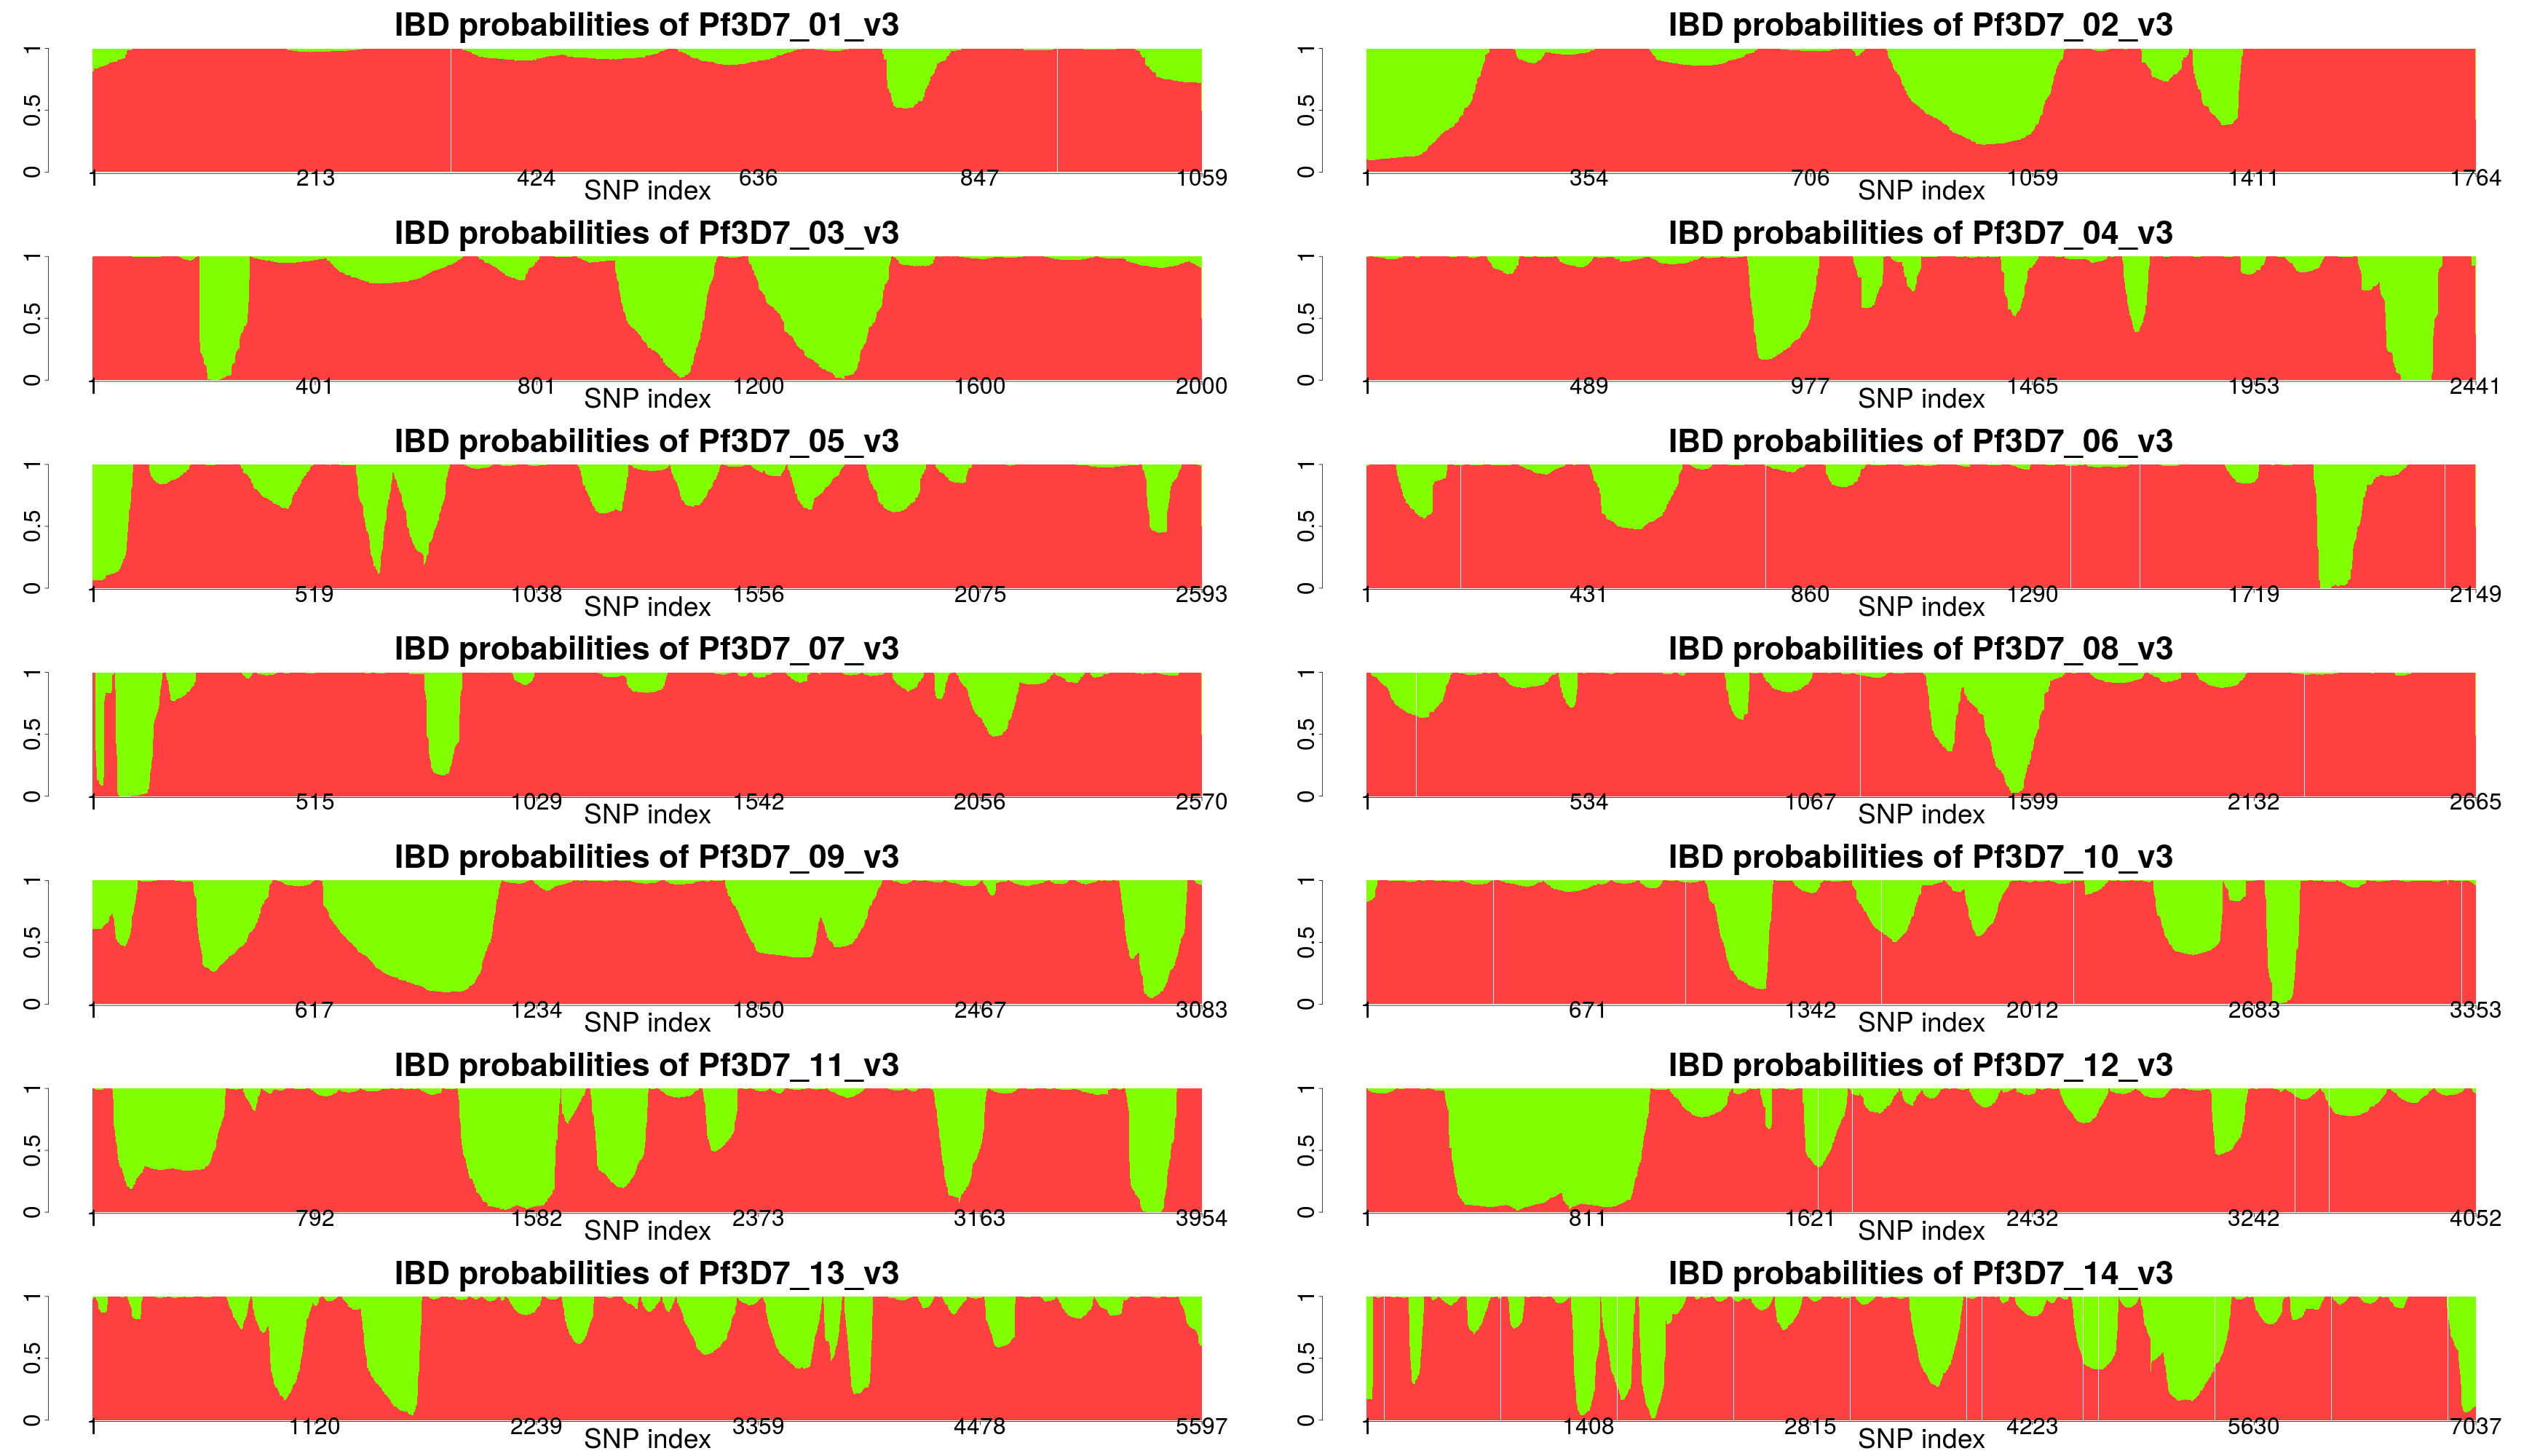 IBD probabilities of Pf3D7_01_v3
1
0.5
0
1 213 424 636 847 1059
SNP index
IBD probabilities of Pf3D7_02_v3
1
0.5
0
1 354 706 1059 1411 1764
SNP index
IBD probabilities of Pf3D7_03_v3
1
0.5
0
1 401 801 1200 1600 2000
SNP index
IBD probabilities of Pf3D7_04_v3
1
0.5
0
1 489 977 1465 1953 2441
SNP index
IBD probabilities of Pf3D7_05_v3
1
0.5
0
1 519 1038 1556 2075 2593
SNP index
IBD probabilities of Pf3D7_06_v3
1
0.5
0
1 431 860 1290 1719 2149
SNP index
IBD probabilities of Pf3D7_07_v3
1
0.5
0
1 515 1029 1542 2056 2570
SNP index
IBD probabilities of Pf3D7_08_v3
1
0.5
0
1 534 1067 1599 2132 2665
SNP index
IBD probabilities of Pf3D7_09_v3
1
0.5
0
1 617 1234 1850 2467 3083
SNP index
IBD probabilities of Pf3D7_10_v3
1
0.5
0
1 671 1342 2012 2683 3353
SNP index
IBD probabilities of Pf3D7_11_v3
1
0.5
0
1 792 1582 2373 3163 3954
SNP index
IBD probabilities of Pf3D7_12_v3
1
0.5
0
1 811 1621 2432 3242 4052
SNP index
IBD probabilities of Pf3D7_13_v3
1
0.5
0
1 1120 2239 3359 4478 5597
SNP index
IBD probabilities of Pf3D7_14_v3
1
0.5
0
1 1408 2815 4223 5630 7037
SNP index